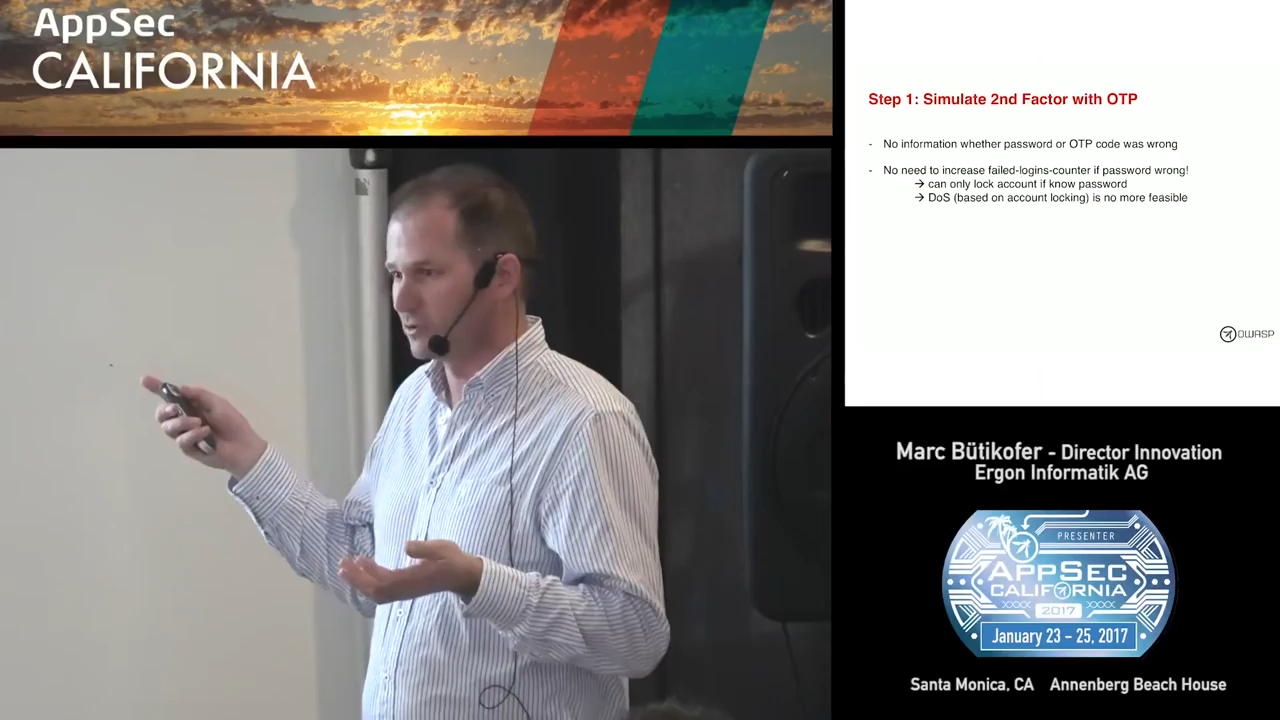 AppSec
CALIFORNIA
Step 1: Simulate 2nd Factor with OTP
- No information whether password or OTP code was wrong
- No need to increase failed-logins-counter if password wrong!
→ can only lock account if know password
→ DoS (based on account locking) is no more feasible
OWASP
Marc Bütikofer - Director Innovation
Ergon Informatik AG
PRESENTER
APPSEC
CALIFORNIA
2017
January 23 – 25, 2017
Santa Monica, CA Annenberg Beach House